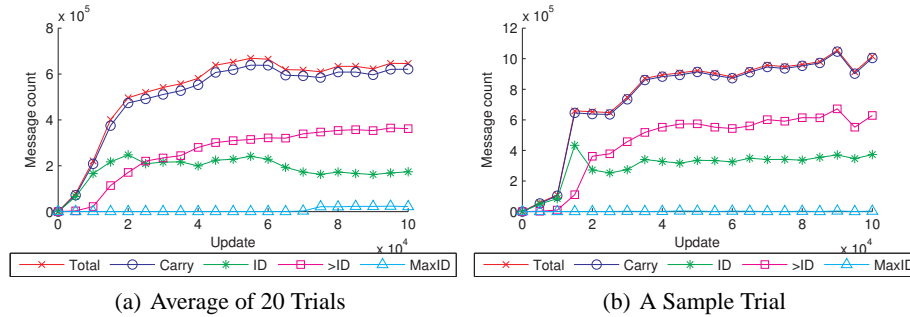 x 10^5
8
6
4
2
0
Message count
0 2 4 6 8 10
Update
x 10^4
Total Carry ID >ID MaxID
(a) Average of 20 Trials
x 10^5
12
10
8
6
4
2
0
Message count
0 2 4 6 8 10
Update
x 10^4
Total Carry ID >ID MaxID
(b) A Sample Trial